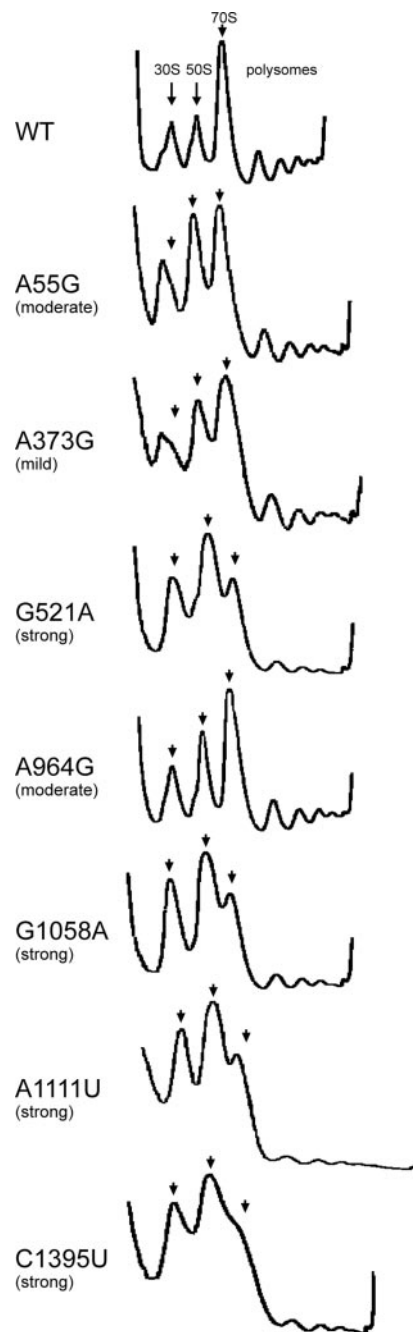 70S
30S 50S polysomes
WT
A55G
(moderate)
A373G
(mild)
G521A
(strong)
A964G
(moderate)
G1058A
(strong)
A1111U
(strong)
C1395U
(strong)